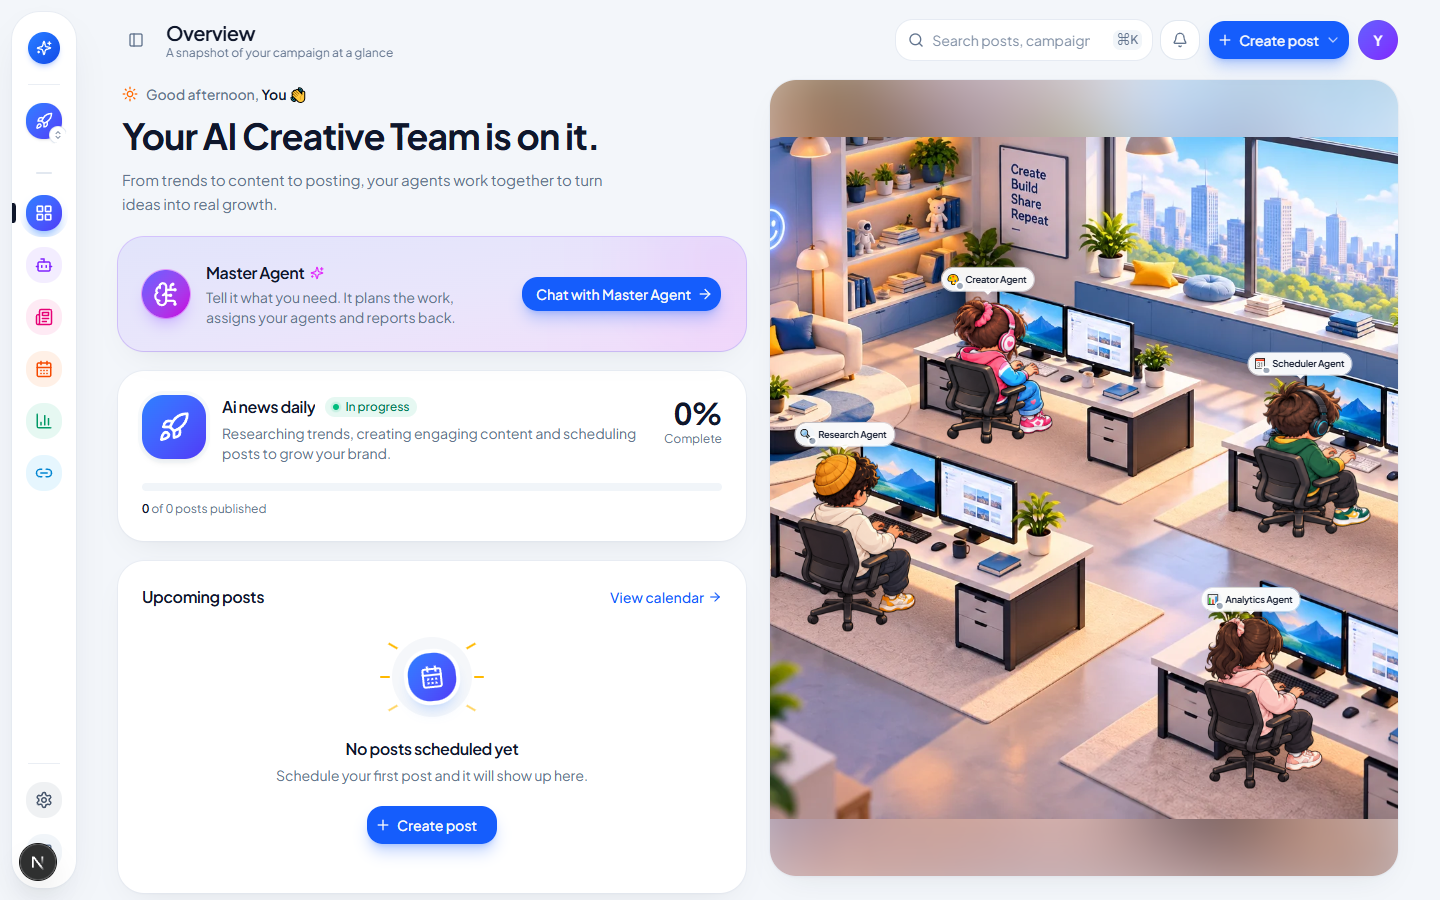 Overview
A snapshot of your campaign at a glance
Search posts, campaigr
⌘K
Create post
Y
Good afternoon, You
Your AI Creative Team is on it.
From trends to content to posting, your agents work together to turn
ideas into real growth.
Master Agent
Tell it what you need. It plans the work,
assigns your agents and reports back.
Chat with Master Agent
Ai news daily
In progress
Researching trends, creating engaging content and scheduling
posts to grow your brand.
0%
Complete
0 of 0 posts published
Upcoming posts
View calendar
No posts scheduled yet
Schedule your first post and it will show up here.
Create post
N
Create
Build
Share
Repeat
Creator Agent
Scheduler Agent
Research Agent
Analytics Agent